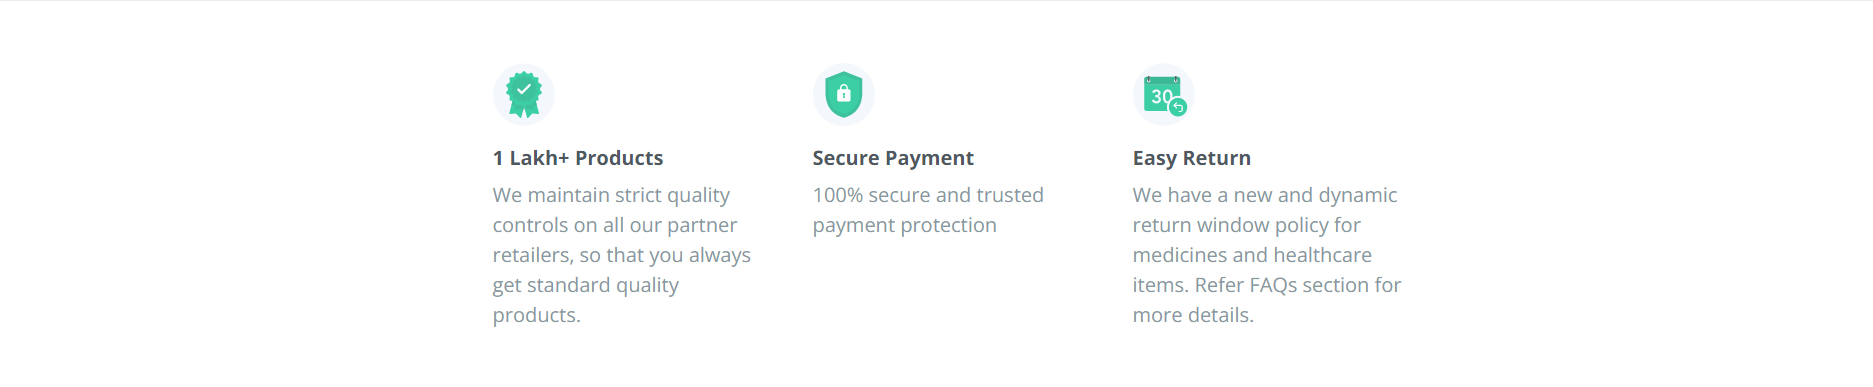 30
1 Lakh+ Products
We maintain strict quality
controls on all our partner
retailers, so that you always
get standard quality
products.
Secure Payment
100% secure and trusted
payment protection
Easy Return
We have a new and dynamic
return window policy for
medicines and healthcare
items. Refer FAQs section for
more details.